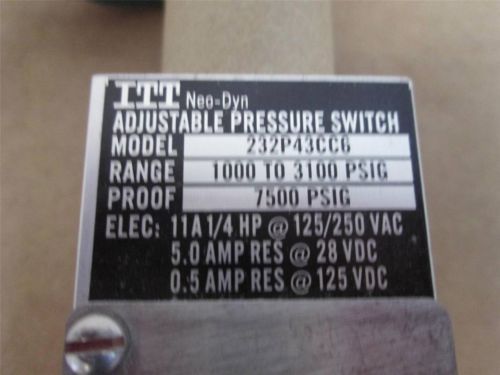 ITT Neo-Dyn
ADJUSTABLE PRESSURE SWITCH
MODEL 232P43CC6
RANGE 1000 TO 3100 PSIG
PROOF 7500 PSIG
ELEC: 11A 1/4 HP @ 125/250 VAC
5.0 AMP RES @ 28 VDC
0.5 AMP RES @ 125 VDC